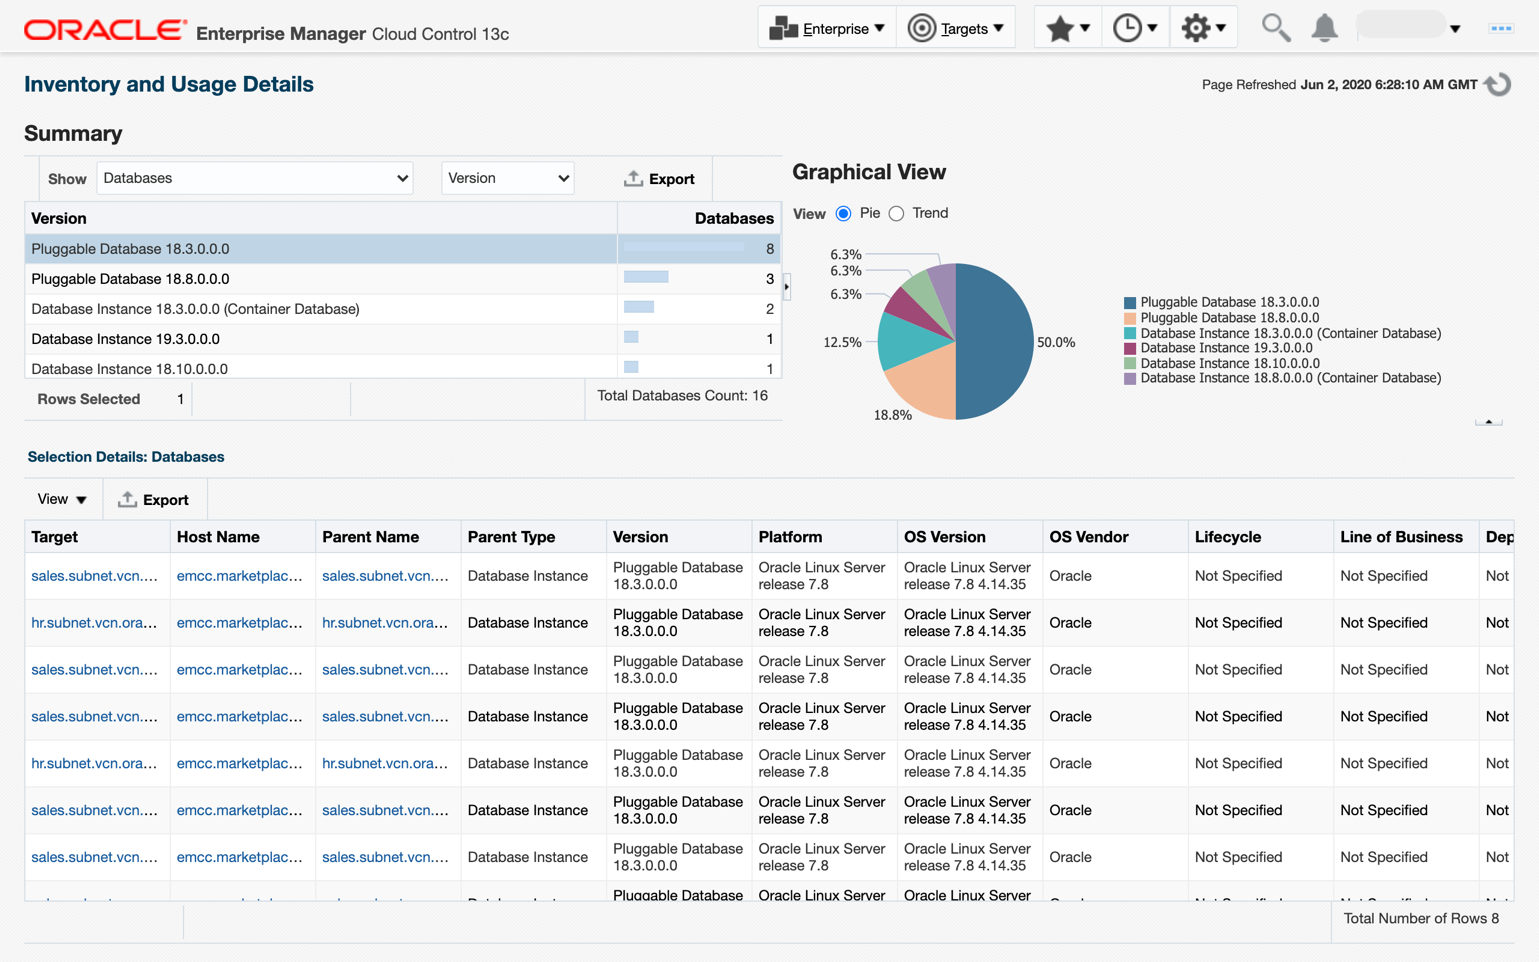 ORACLE® Enterprise Manager Cloud Control 13c
Enterprise Targets
Inventory and Usage Details
Page Refreshed Jun 2, 2020 6:28:10 AM GMT
Summary
Show Databases Version Export
Version Databases
Pluggable Database 18.3.0.0.0 8
Pluggable Database 18.8.0.0.0 3
Database Instance 18.3.0.0.0 (Container Database) 2
Database Instance 19.3.0.0.0 1
Database Instance 18.10.0.0.0 1
Rows Selected 1
Total Databases Count: 16
Graphical View
View Pie Trend
6.3%
6.3%
6.3%
12.5%
18.8%
50.0%
Pluggable Database 18.3.0.0.0
Pluggable Database 18.8.0.0.0
Database Instance 18.3.0.0.0 (Container Database)
Database Instance 19.3.0.0.0
Database Instance 18.10.0.0.0
Database Instance 18.8.0.0.0 (Container Database)
Selection Details: Databases
View Export
Target Host Name Parent Name Parent Type Version Platform OS Version OS Vendor Lifecycle Line of Business Dep
sales.subnet.vcn.... emcc.marketplac... sales.subnet.vcn.... Database Instance Pluggable Database Oracle Linux Server Oracle Linux Server Oracle Not Specified Not Specified Not
18.3.0.0.0 release 7.8 release 7.8 4.14.35
hr.subnet.vcn.ora... emcc.marketplac... hr.subnet.vcn.ora... Database Instance Pluggable Database Oracle Linux Server Oracle Linux Server Oracle Not Specified Not Specified Not
18.3.0.0.0 release 7.8 release 7.8 4.14.35
sales.subnet.vcn.... emcc.marketplac... sales.subnet.vcn.... Database Instance Pluggable Database Oracle Linux Server Oracle Linux Server Oracle Not Specified Not Specified Not
18.3.0.0.0 release 7.8 release 7.8 4.14.35
sales.subnet.vcn.... emcc.marketplac... sales.subnet.vcn.... Database Instance Pluggable Database Oracle Linux Server Oracle Linux Server Oracle Not Specified Not Specified Not
18.3.0.0.0 release 7.8 release 7.8 4.14.35
hr.subnet.vcn.ora... emcc.marketplac... hr.subnet.vcn.ora... Database Instance Pluggable Database Oracle Linux Server Oracle Linux Server Oracle Not Specified Not Specified Not
18.3.0.0.0 release 7.8 release 7.8 4.14.35
sales.subnet.vcn.... emcc.marketplac... sales.subnet.vcn.... Database Instance Pluggable Database Oracle Linux Server Oracle Linux Server Oracle Not Specified Not Specified Not
18.3.0.0.0 release 7.8 release 7.8 4.14.35
sales.subnet.vcn.... emcc.marketplac... sales.subnet.vcn.... Database Instance Pluggable Database Oracle Linux Server Oracle Linux Server Oracle Not Specified Not Specified Not
18.3.0.0.0 release 7.8 release 7.8 4.14.35
Pluggable Database Oracle Linux Server Oracle Linux Server
Total Number of Rows 8